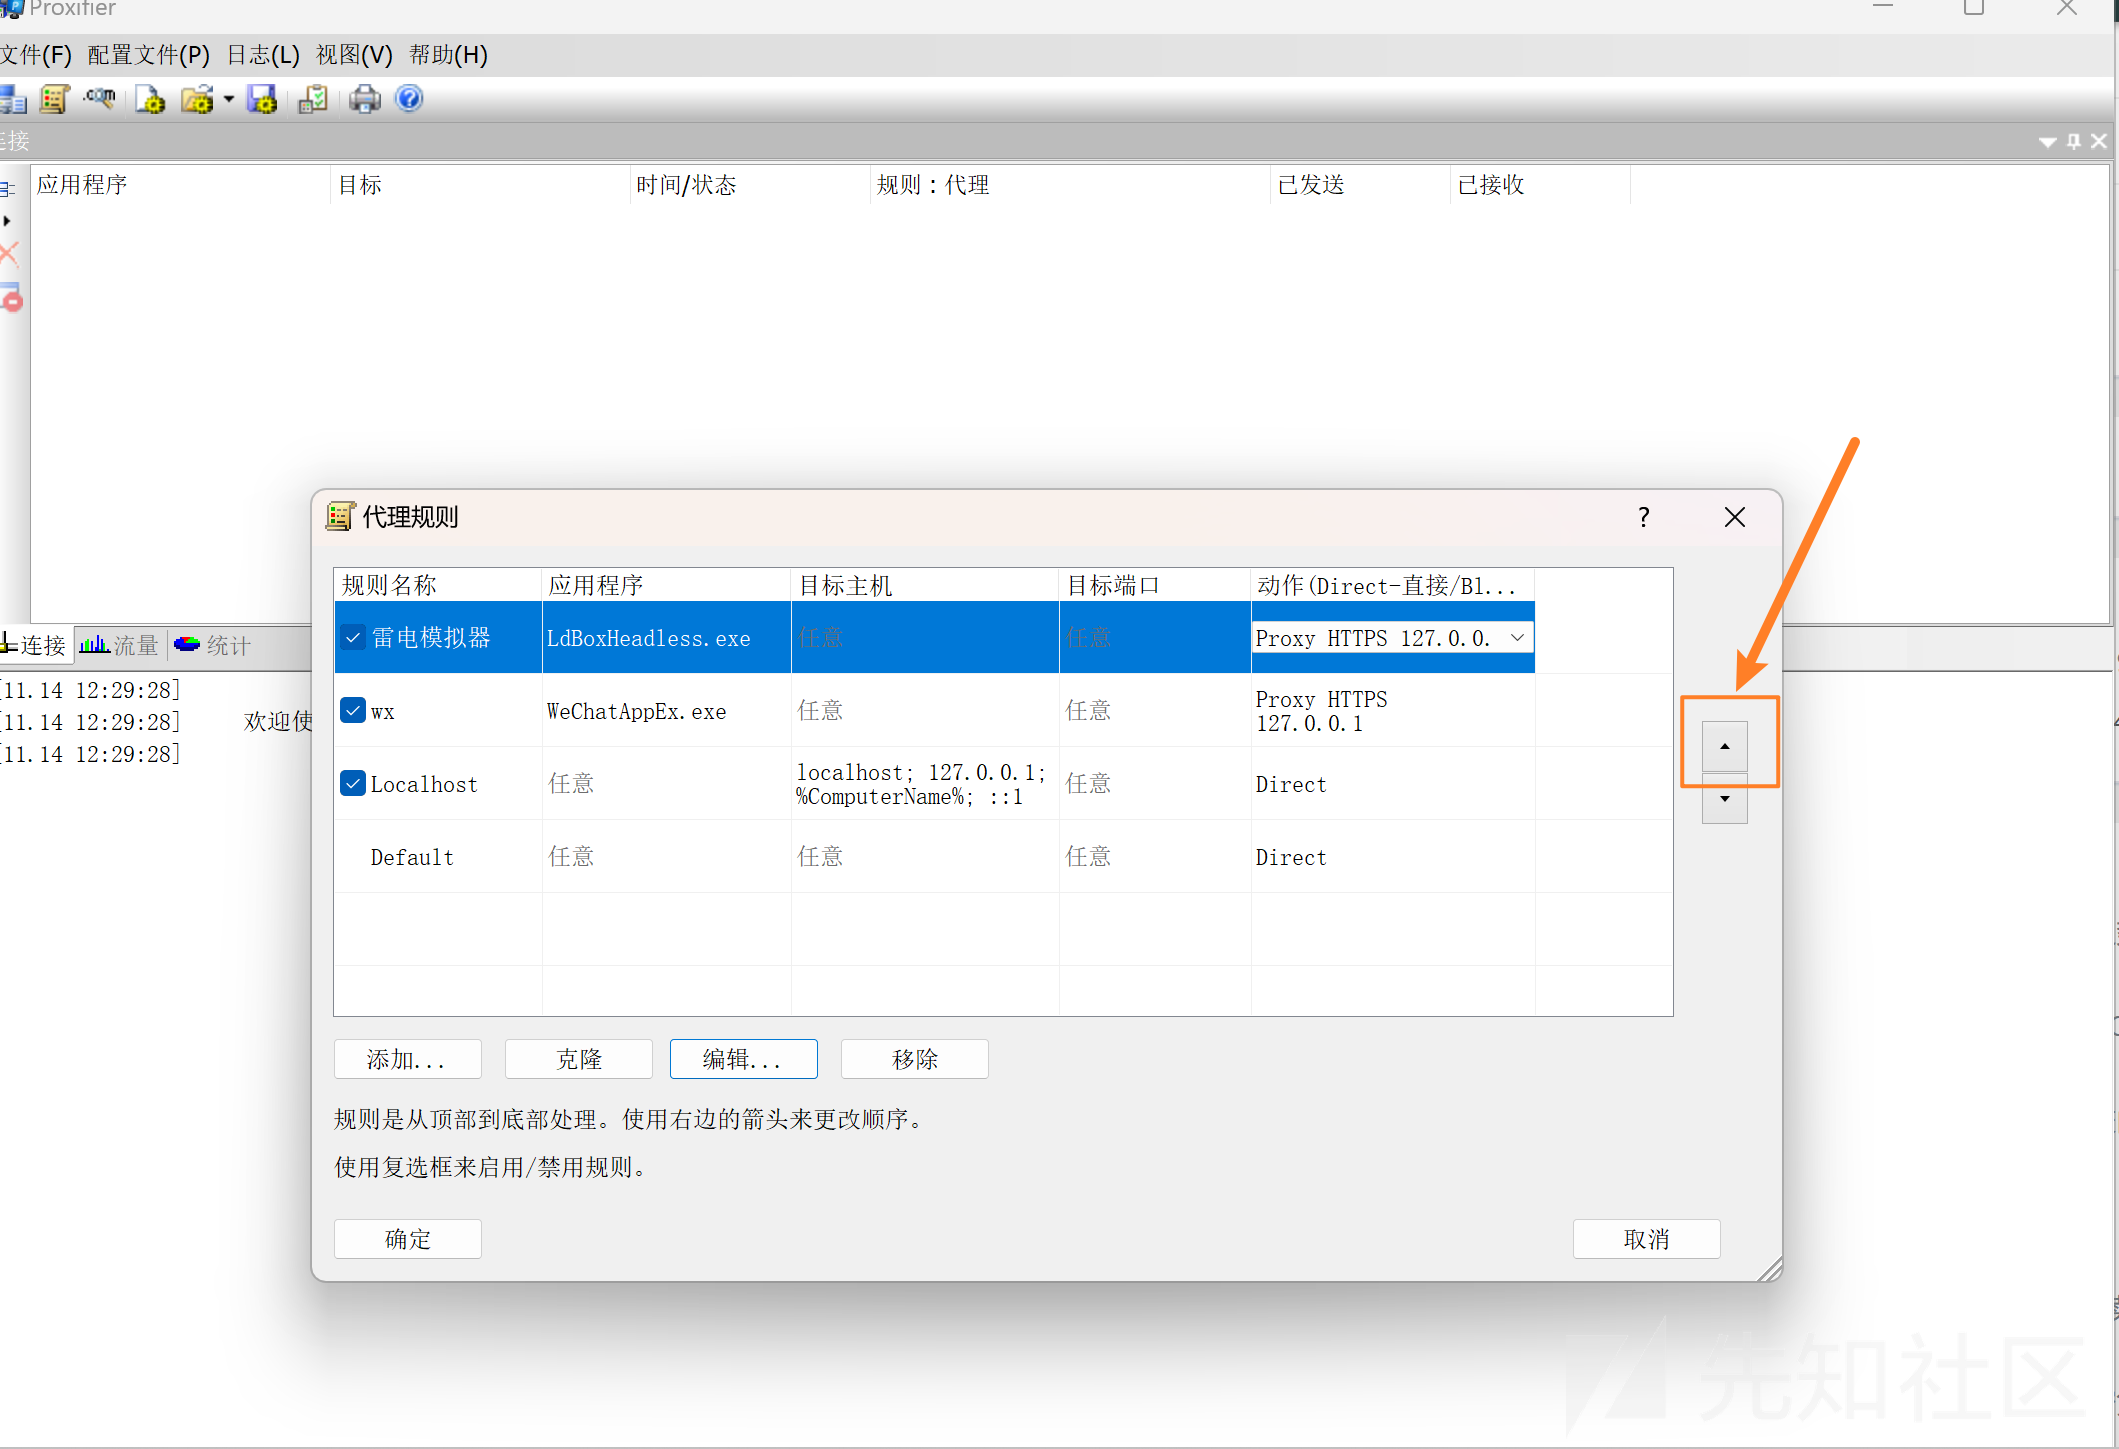 Proxifier
文件(F) 配置文件(P) 日志(L) 视图(V) 帮助(H)
连接
应用程序 目标 时间/状态 规则：代理 已发送 已接收
代理规则
规则名称 应用程序 目标主机 目标端口 动作(Direct-直接/Bl...
雷电模拟器 LdBoxHeadless.exe 任意 任意 Proxy HTTPS 127.0.0.
wx WeChatAppEx.exe 任意 任意 Proxy HTTPS
127.0.0.1
Localhost 任意 localhost; 127.0.0.1;
%ComputerName%; ::1 任意 Direct
Default 任意 任意 任意 Direct
添加... 克隆 编辑... 移除
规则是从顶部到底部处理。使用右边的箭头来更改顺序。
使用复选框来启用/禁用规则。
确定 取消
连接 流量 统计
[11.14 12:29:28]
[11.14 12:29:28] 欢迎使
[11.14 12:29:28]
先知社区